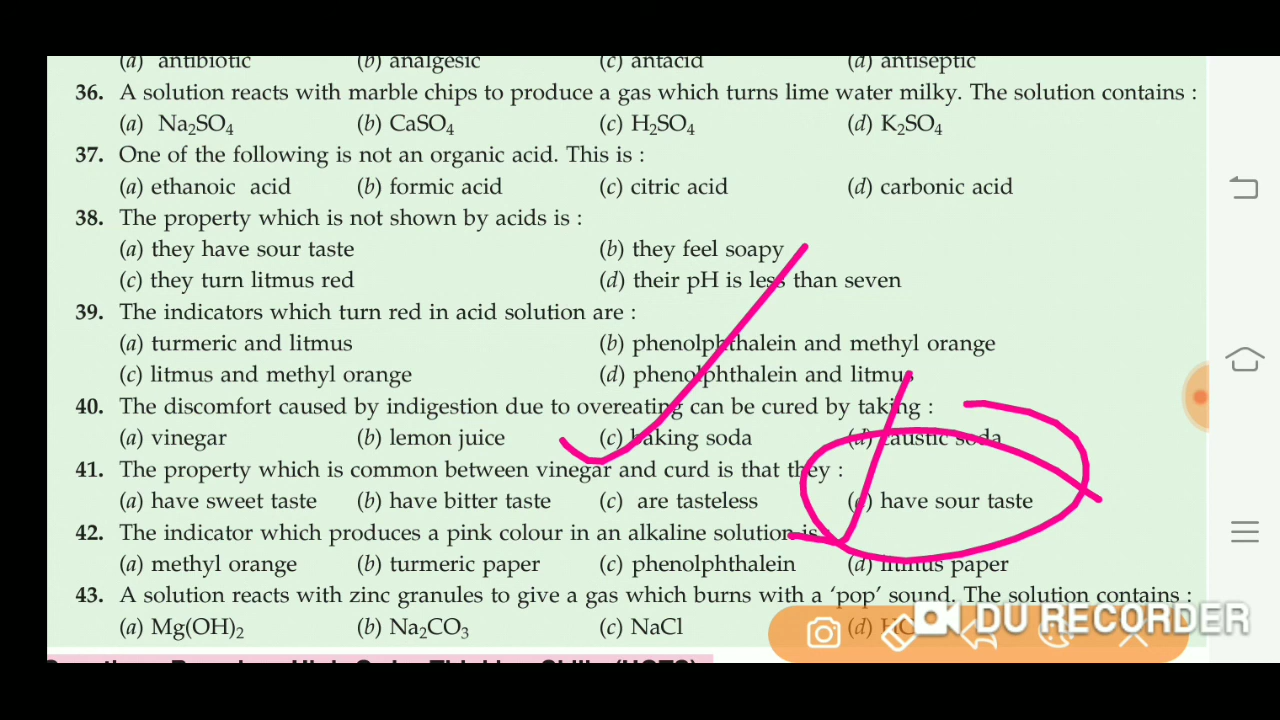 (a) antibiotic (b) analgesic (c) antacid (d) antiseptic
36. A solution reacts with marble chips to produce a gas which turns lime water milky. The solution contains :
(a) Na₂SO₄ (b) CaSO₄ (c) H₂SO₄ (d) K₂SO₄
37. One of the following is not an organic acid. This is :
(a) ethanoic acid (b) formic acid (c) citric acid (d) carbonic acid
38. The property which is not shown by acids is :
(a) they have sour taste (b) they feel soapy
(c) they turn litmus red (d) their pH is less than seven
39. The indicators which turn red in acid solution are :
(a) turmeric and litmus (b) phenolphthalein and methyl orange
(c) litmus and methyl orange (d) phenolphthalein and litmus
40. The discomfort caused by indigestion due to overeating can be cured by taking :
(a) vinegar (b) lemon juice (c) baking soda (d) caustic soda
41. The property which is common between vinegar and curd is that they :
(a) have sweet taste (b) have bitter taste (c) are tasteless (d) have sour taste
42. The indicator which produces a pink colour in an alkaline solution is :
(a) methyl orange (b) turmeric paper (c) phenolphthalein (d) litmus paper
43. A solution reacts with zinc granules to give a gas which burns with a ‘pop’ sound. The solution contains :
(a) Mg(OH)₂ (b) Na₂CO₃ (c) NaCl (d)
DU RECORDER